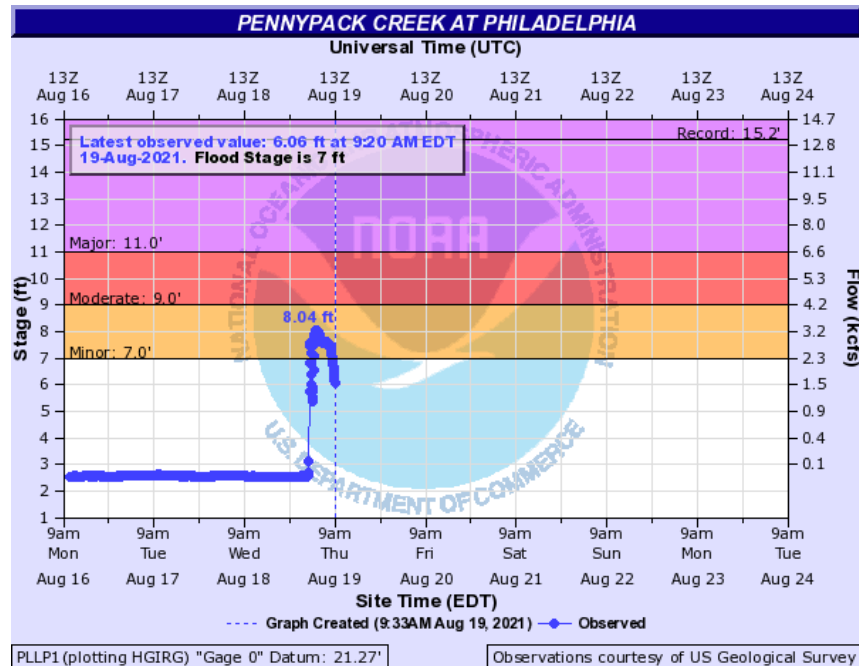 PENNYPACK CREEK AT PHILADELPHIA
Universal Time (UTC)
13Z 13Z 13Z 13Z 13Z 13Z 13Z 13Z 13Z
Aug 16 Aug 17 Aug 18 Aug 19 Aug 20 Aug 21 Aug 22 Aug 23 Aug 24
Latest observed value: 6.06 ft at 9:20 AM EDT
19-Aug-2021. Flood Stage is 7 ft
Record: 15.2'
Major: 11.0'
Moderate: 9.0'
Minor: 7.0'
8.04 ft
Stage (ft)
16
15
14
13
12
11
10
9
8
7
6
5
4
3
2
1
Flow (kcfs)
14.7
12.8
11.1
9.5
8.0
6.6
5.3
4.2
3.2
2.3
1.5
0.9
0.4
0.1
NATIONAL OCEANIC AND ATMOSPHERIC ADMINISTRATION
NOAA
U.S. DEPARTMENT OF COMMERCE
9am 9am 9am 9am 9am 9am 9am 9am 9am
Mon Tue Wed Thu Fri Sat Sun Mon Tue
Aug 16 Aug 17 Aug 18 Aug 19 Aug 20 Aug 21 Aug 22 Aug 23 Aug 24
Site Time (EDT)
Graph Created (9:33AM Aug 19, 2021) Observed
PLLP1 (plotting HGIRG) "Gage 0" Datum: 21.27'
Observations courtesy of US Geological Survey